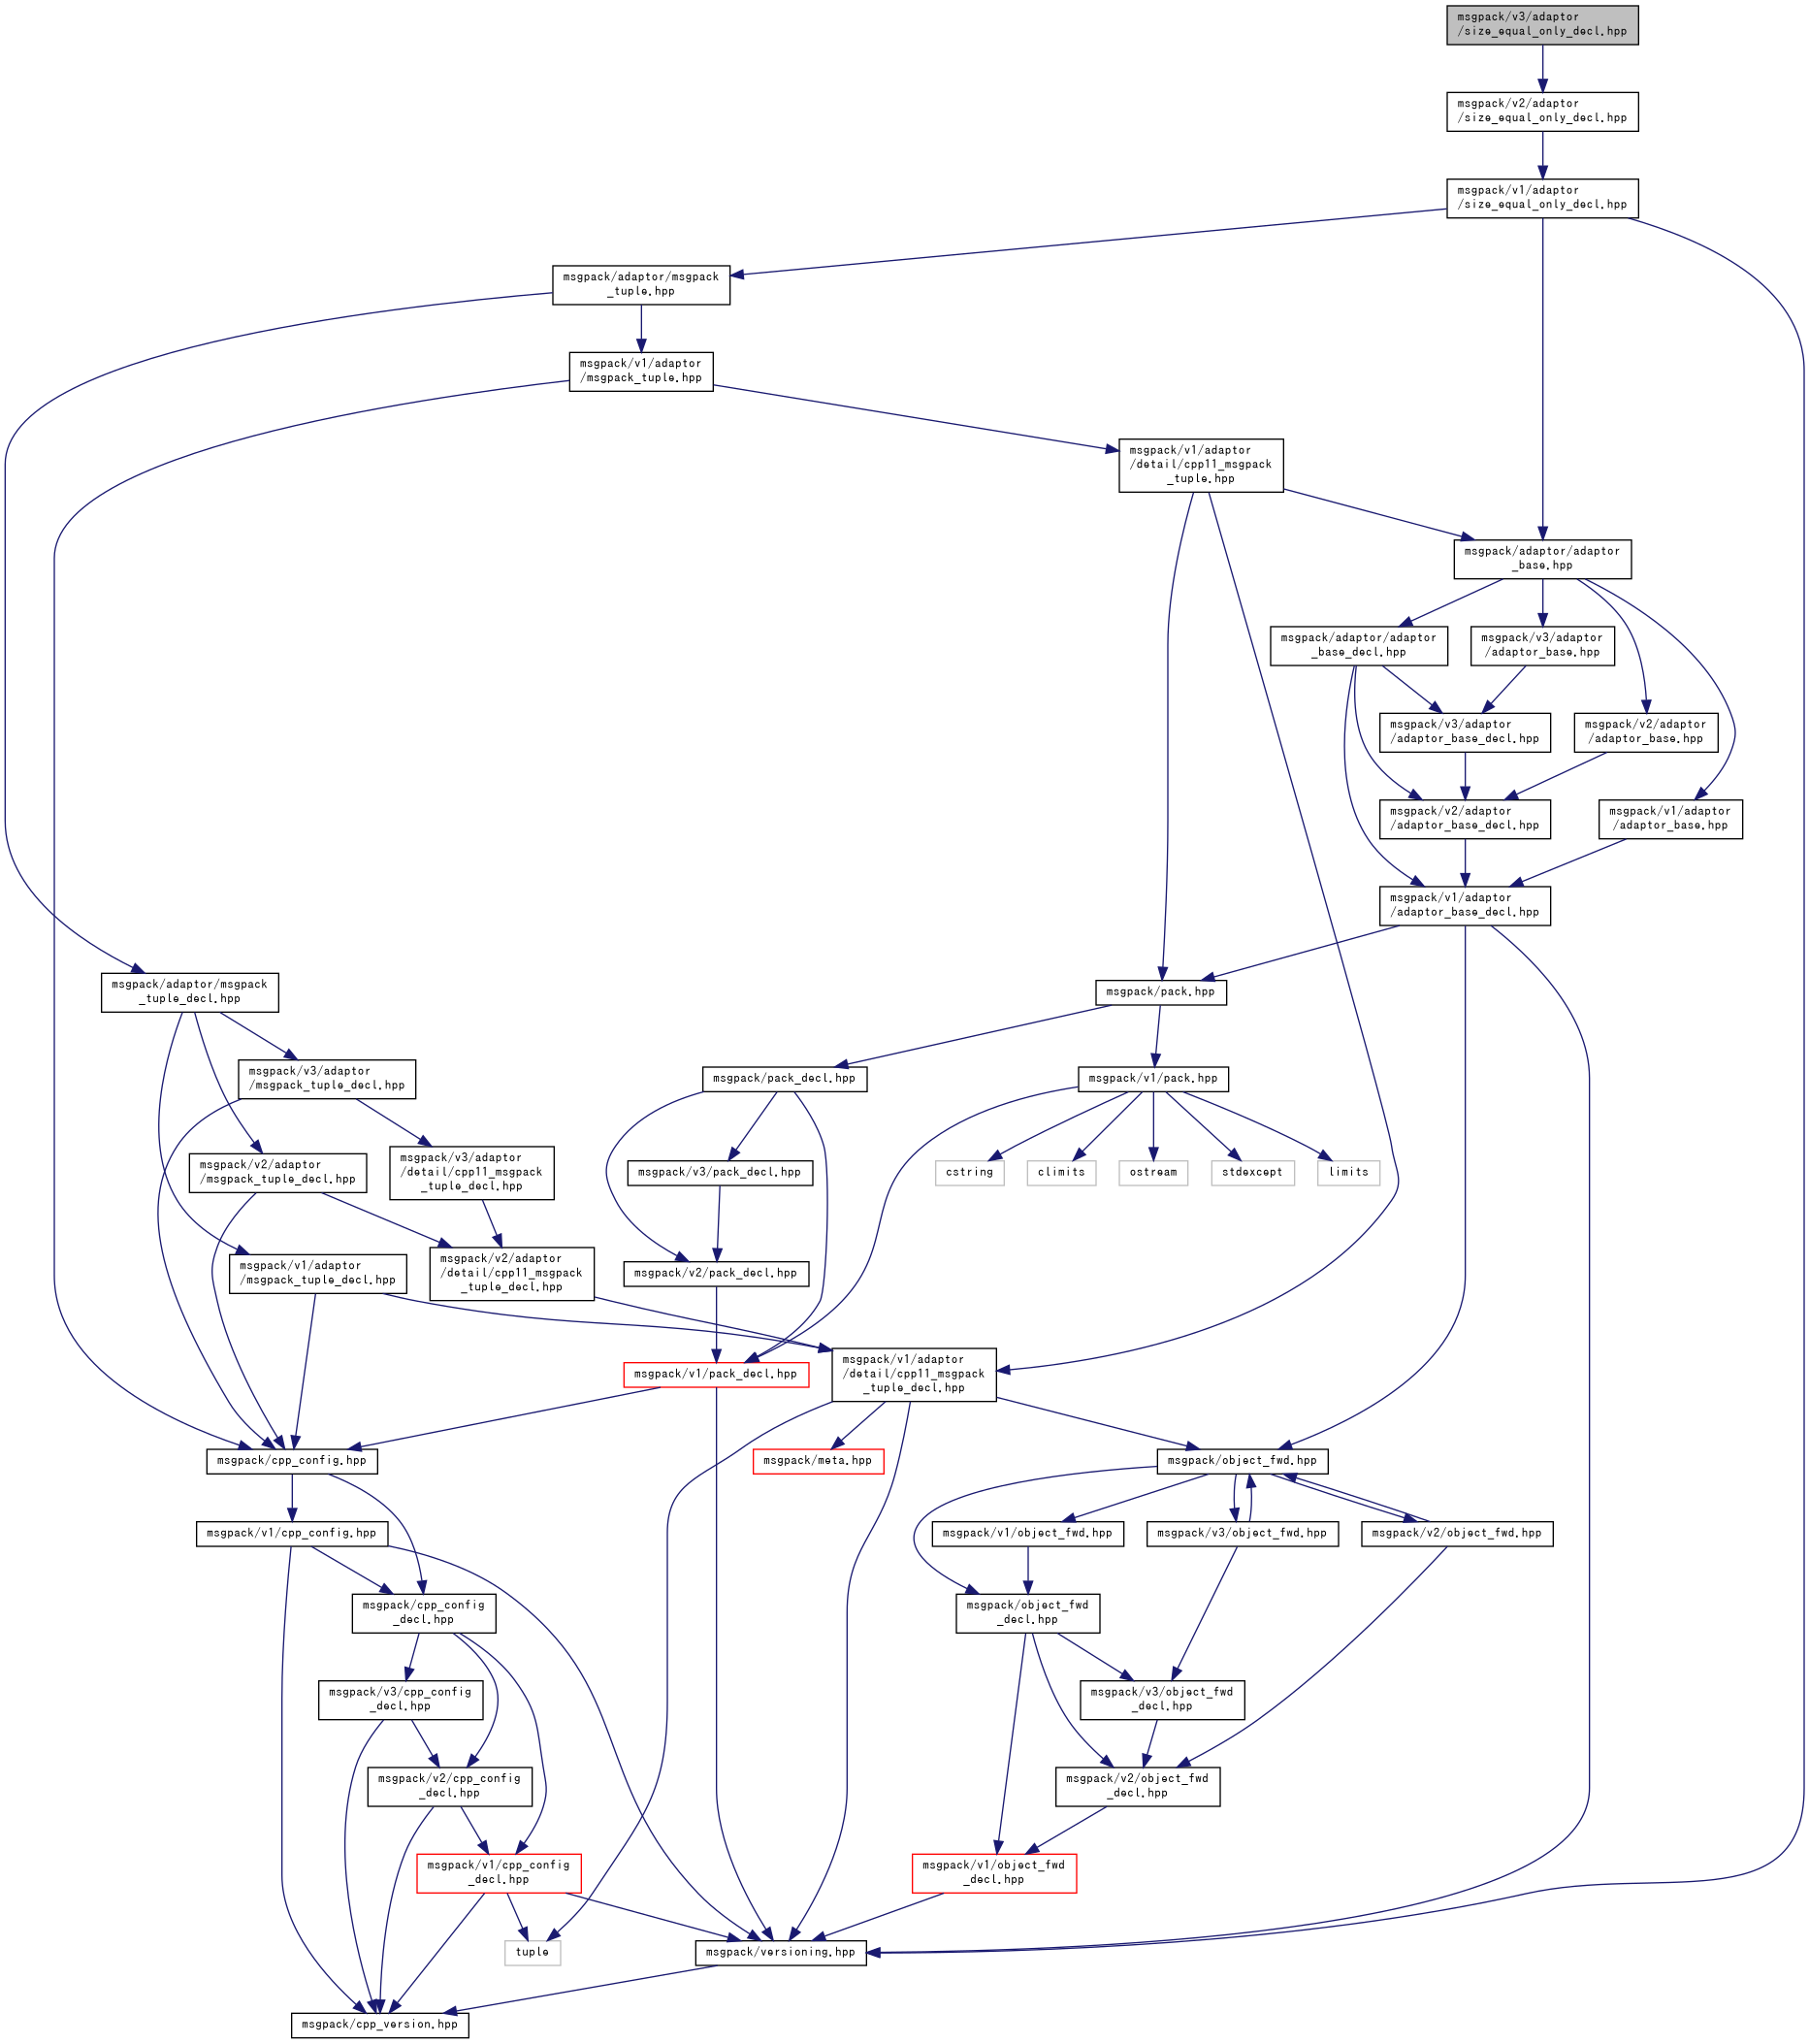 msgpack/v3/adaptor
/size_equal_only_decl.hpp
msgpack/v2/adaptor
/size_equal_only_decl.hpp
msgpack/v1/adaptor
/size_equal_only_decl.hpp
msgpack/adaptor/msgpack
_tuple.hpp
msgpack/v1/adaptor
/msgpack_tuple.hpp
msgpack/v1/adaptor
/detail/cpp11_msgpack
_tuple.hpp
msgpack/adaptor/adaptor
_base.hpp
msgpack/adaptor/adaptor
_base_decl.hpp
msgpack/v3/adaptor
/adaptor_base.hpp
msgpack/v3/adaptor
/adaptor_base_decl.hpp
msgpack/v2/adaptor
/adaptor_base.hpp
msgpack/v2/adaptor
/adaptor_base_decl.hpp
msgpack/v1/adaptor
/adaptor_base.hpp
msgpack/v1/adaptor
/adaptor_base_decl.hpp
msgpack/adaptor/msgpack
_tuple_decl.hpp
msgpack/pack.hpp
msgpack/v3/adaptor
/msgpack_tuple_decl.hpp
msgpack/pack_decl.hpp
msgpack/v1/pack.hpp
msgpack/v2/adaptor
/msgpack_tuple_decl.hpp
msgpack/v3/adaptor
/detail/cpp11_msgpack
_tuple_decl.hpp
msgpack/v3/pack_decl.hpp
cstring
climits
ostream
stdexcept
limits
msgpack/v1/adaptor
/msgpack_tuple_decl.hpp
msgpack/v2/adaptor
/detail/cpp11_msgpack
_tuple_decl.hpp
msgpack/v2/pack_decl.hpp
msgpack/v1/pack_decl.hpp
msgpack/v1/adaptor
/detail/cpp11_msgpack
_tuple_decl.hpp
msgpack/cpp_config.hpp
msgpack/meta.hpp
msgpack/object_fwd.hpp
msgpack/v1/cpp_config.hpp
msgpack/v1/object_fwd.hpp
msgpack/v3/object_fwd.hpp
msgpack/v2/object_fwd.hpp
msgpack/cpp_config
_decl.hpp
msgpack/object_fwd
_decl.hpp
msgpack/v3/cpp_config
_decl.hpp
msgpack/v3/object_fwd
_decl.hpp
msgpack/v2/cpp_config
_decl.hpp
msgpack/v2/object_fwd
_decl.hpp
msgpack/v1/cpp_config
_decl.hpp
msgpack/v1/object_fwd
_decl.hpp
tuple
msgpack/versioning.hpp
msgpack/cpp_version.hpp